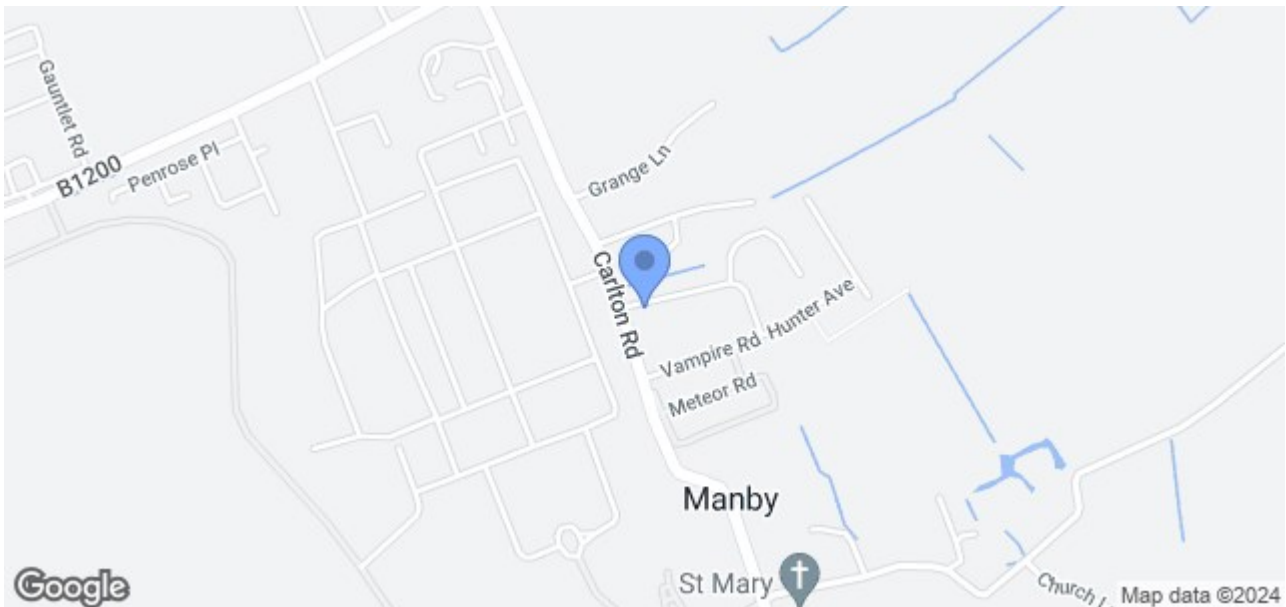 Gauntlet Rd
B1200
Penrose Pl
Grange Ln
Carlton Rd
Vampire Rd
Hunter Ave
Meteor Rd
Manby
St Mary
Church
Google
Map data ©2024